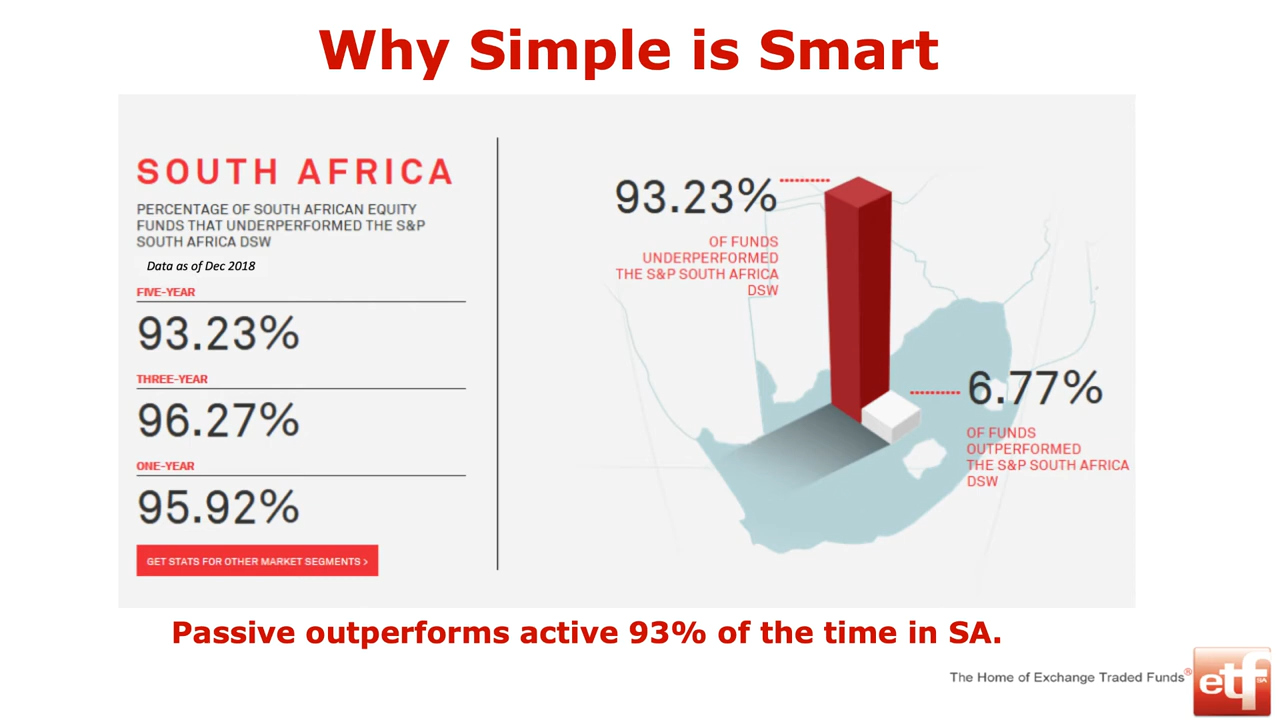 Why Simple is Smart
SOUTH AFRICA
PERCENTAGE OF SOUTH AFRICAN EQUITY
FUNDS THAT UNDERPERFORMED THE S&P
SOUTH AFRICA DSW
Data as of Dec 2018
FIVE-YEAR
93.23%
THREE-YEAR
96.27%
ONE-YEAR
95.92%
GET STATS FOR OTHER MARKET SEGMENTS >
93.23%
OF FUNDS
UNDERPERFORMED
THE S&P SOUTH AFRICA
DSW
6.77%
OF FUNDS
OUTPERFORMED
THE S&P SOUTH AFRICA
DSW
Passive outperforms active 93% of the time in SA.
The Home of Exchange Traded Funds®
etf SA